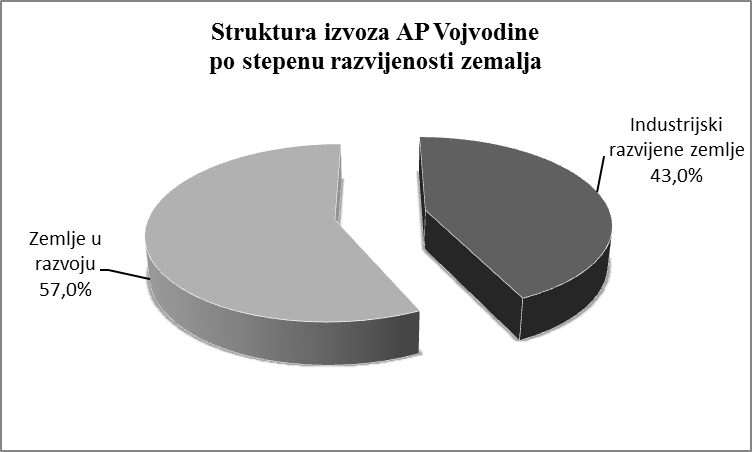 Struktura izvoza AP Vojvodine
po stepenu razvijenosti zemalja
Industrijski
razvijene zemlje
43,0%
Zemlje u
razvoju
57,0%